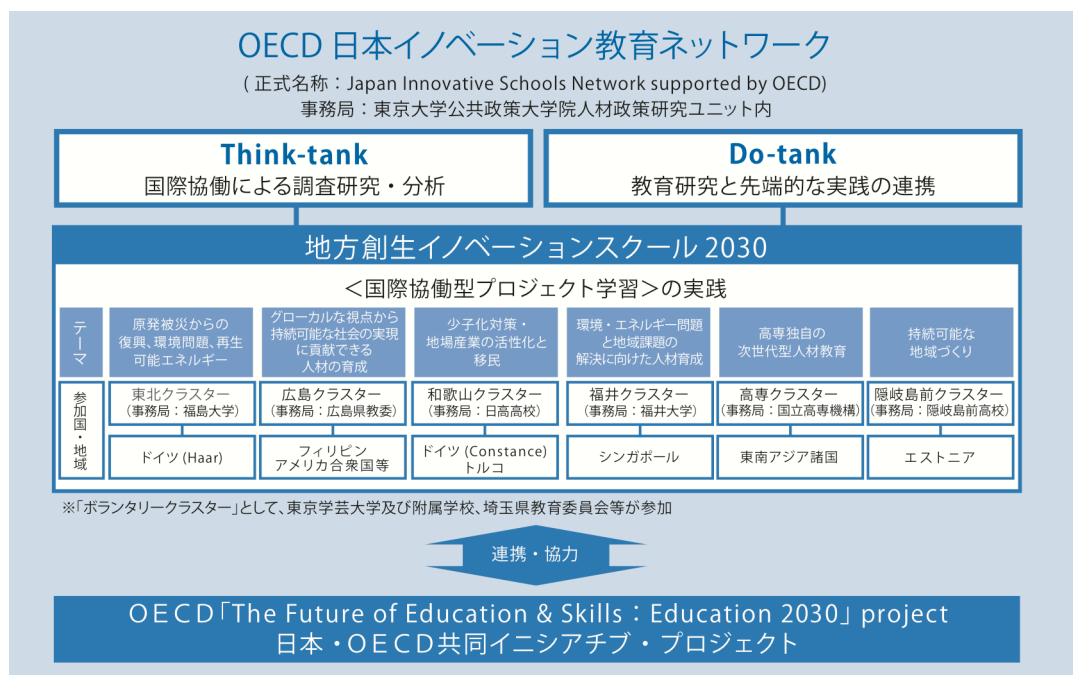 OECD 日本イノベーション教育ネットワーク
( 正式名称：Japan Innovative Schools Network supported by OECD)
事務局：東京大学公共政策大学院人材政策研究ユニット内
Think-tank
国際協働による調査研究・分析
Do-tank
教育研究と先端的な実践の連携
地方創生イノベーションスクール 2030
＜国際協働型プロジェクト学習＞の実践
テーマ
原発被災からの
復興、環境問題、再生
可能エネルギー
グローカルな視点から
持続可能な社会の実現
に貢献できる
人材の育成
少子化対策・
地場産業の活性化と
移民
環境・エネルギー問題
と地域課題の
解決に向けた人材育成
高専独自の
次世代型人材教育
持続可能な
地域づくり
参加国・地域
東北クラスター
（事務局：福島大学）
広島クラスター
（事務局：広島県教委）
和歌山クラスター
（事務局：日高高校）
福井クラスター
（事務局：福井大学）
高専クラスター
（事務局：国立高専機構）
隠岐島前クラスター
（事務局：隠岐島前高校）
ドイツ (Haar)
フィリピン
アメリカ合衆国等
ドイツ (Constance)
トルコ
シンガポール
東南アジア諸国
エストニア
※「ボランタリークラスター」として、東京学芸大学及び附属学校、埼玉県教育委員会等が参加
連携・協力
ＯＥＣＤ「The Future of Education & Skills：Education 2030」 project
日本・ＯＥＣＤ共同イニシアチブ・プロジェクト